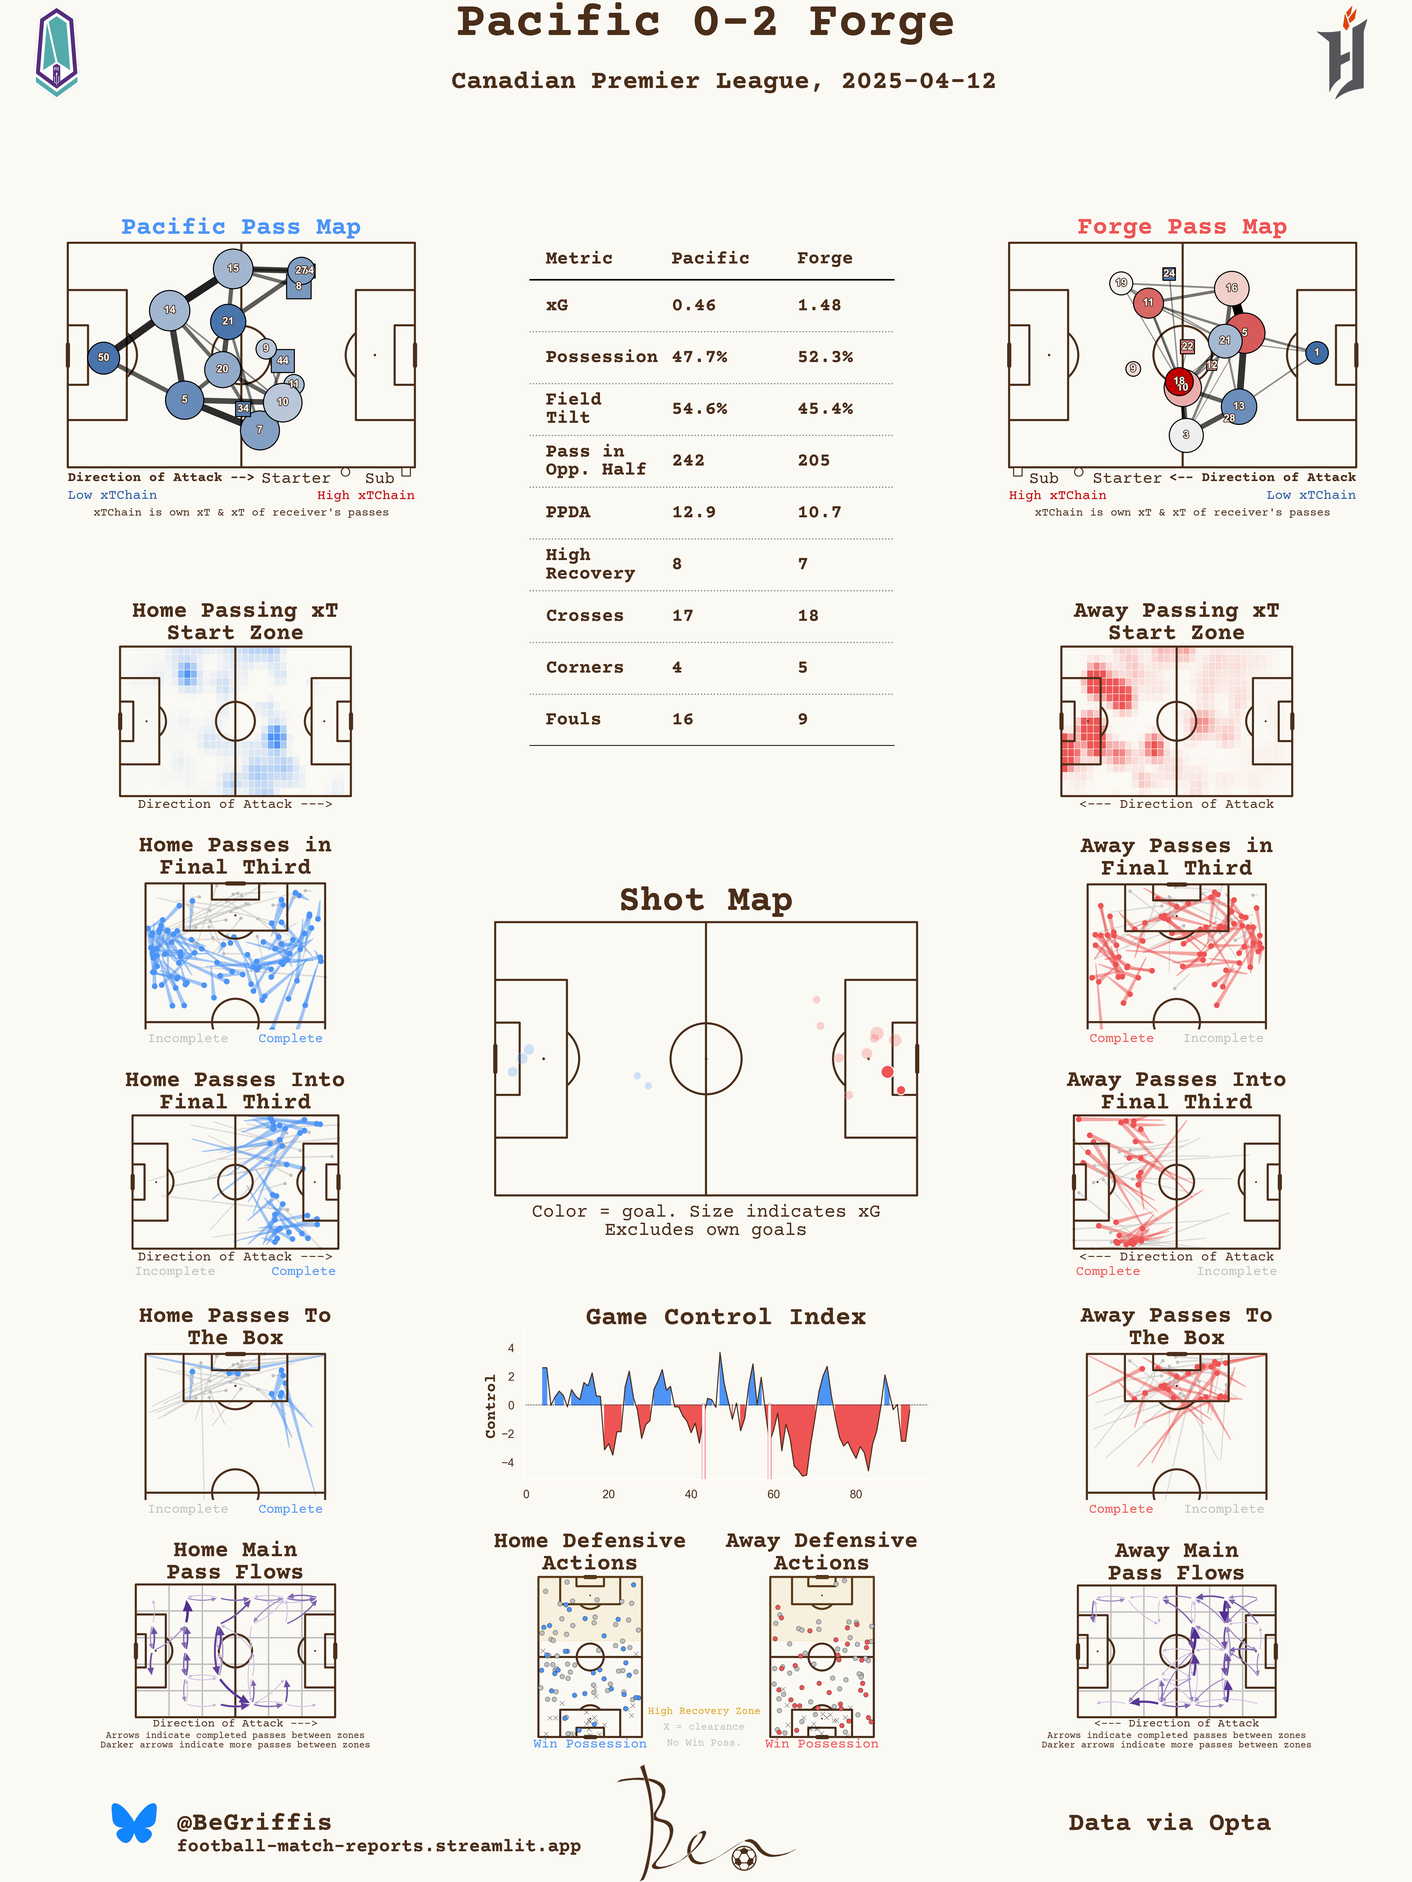 Pacific 0-2 Forge
Canadian Premier League, 2025-04-12
Pacific Pass Map
15
27
8
14
21
50
9
44
20
11
5
34
10
7
Direction of Attack --> Starter Sub
Low xTChain High xTChain
xTChain is own xT & xT of receiver's passes
Metric Pacific Forge
xG 0.46 1.48
Possession 47.7% 52.3%
Field
Tilt 54.6% 45.4%
Pass in
Opp. Half 242 205
PPDA 12.9 10.7
High
Recovery 8 7
Crosses 17 18
Corners 4 5
Fouls 16 9
Forge Pass Map
24
19
16
11
5
21
22
1
12
9
18
10
13
28
3
Sub Starter <-- Direction of Attack
High xTChain Low xTChain
xTChain is own xT & xT of receiver's passes
Home Passing xT
Start Zone
Direction of Attack --->
Away Passing xT
Start Zone
<--- Direction of Attack
Home Passes in
Final Third
Incomplete Complete
Away Passes in
Final Third
Complete Incomplete
Shot Map
Color = goal. Size indicates xG
Excludes own goals
Home Passes Into
Final Third
Direction of Attack --->
Incomplete Complete
Away Passes Into
Final Third
<--- Direction of Attack
Complete Incomplete
Home Passes To
The Box
Incomplete Complete
Game Control Index
Control
4
2
0
−2
−4
0 20 40 60 80
Away Passes To
The Box
Complete Incomplete
Home Main
Pass Flows
Direction of Attack --->
Arrows indicate completed passes between zones
Darker arrows indicate more passes between zones
Home Defensive
Actions
Win Possession
High Recovery Zone
X = clearance
No Win Poss.
Away Defensive
Actions
Win Possession
Away Main
Pass Flows
<--- Direction of Attack
Arrows indicate completed passes between zones
Darker arrows indicate more passes between zones
@BeGriffis
football-match-reports.streamlit.app
Ben
Data via Opta